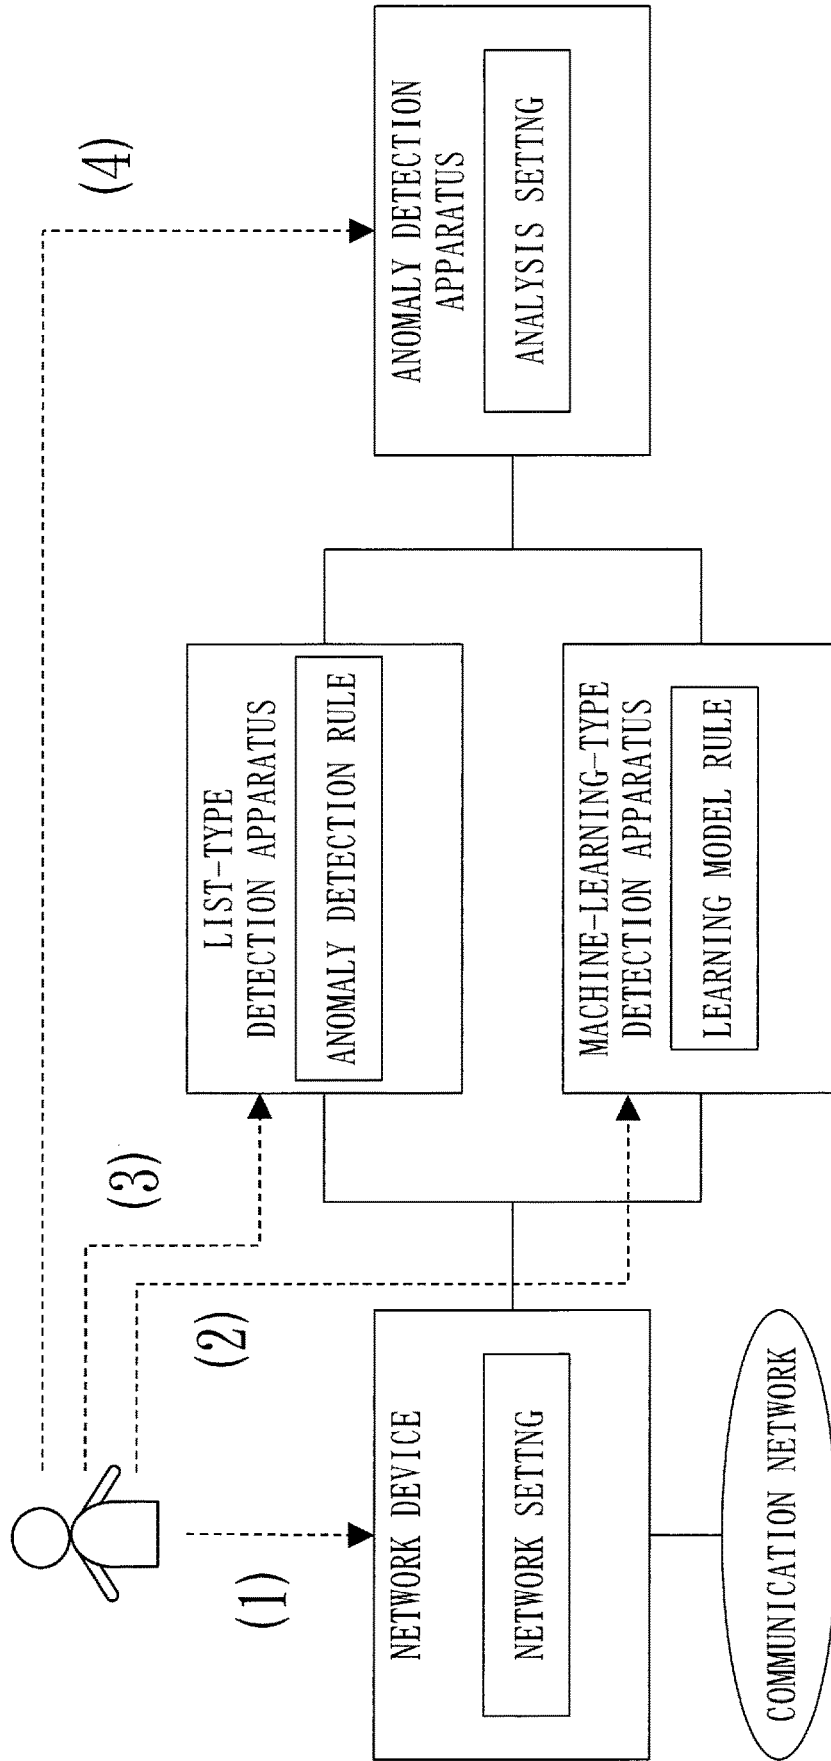 (1)
(2)
(3)
(4)
NETWORK DEVICE
NETWORK SETTNG
COMMUNICATION NETWORK
LIST-TYPE
DETECTION APPARATUS
ANOMALY DETECTION RULE
MACHINE-LEARNING-TYPE
DETECTION APPARATUS
LEARNING MODEL RULE
ANOMALY DETECTION
APPARATUS
ANALYSIS SETTNG